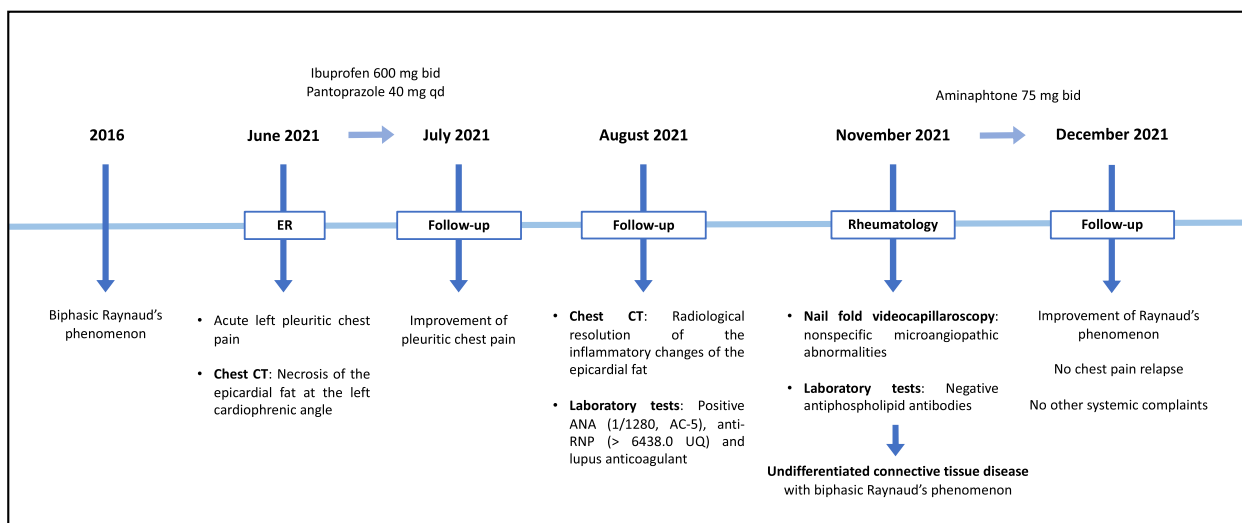 Ibuprofen 600 mg bid
Pantoprazole 40 mg qd
Aminaphtone 75 mg bid
2016
June 2021
July 2021
August 2021
November 2021
December 2021
ER
Follow-up
Follow-up
Rheumatology
Follow-up
Biphasic Raynaud's
phenomenon
• Acute left pleuritic chest
pain
• Chest CT: Necrosis of the
epicardial fat at the left
cardiophrenic angle
Improvement of
pleuritic chest pain
• Chest CT: Radiological
resolution of the
inflammatory changes of the
epicardial fat
• Laboratory tests: Positive
ANA (1/1280, AC-5), anti-
RNP (> 6438.0 UQ) and
lupus anticoagulant
• Nail fold videocapillaroscopy:
nonspecific microangiopathic
abnormalities
• Laboratory tests: Negative
antiphospholipid antibodies
Undifferentiated connective tissue disease
with biphasic Raynaud's phenomenon
Improvement of Raynaud's
phenomenon
No chest pain relapse
No other systemic complaints